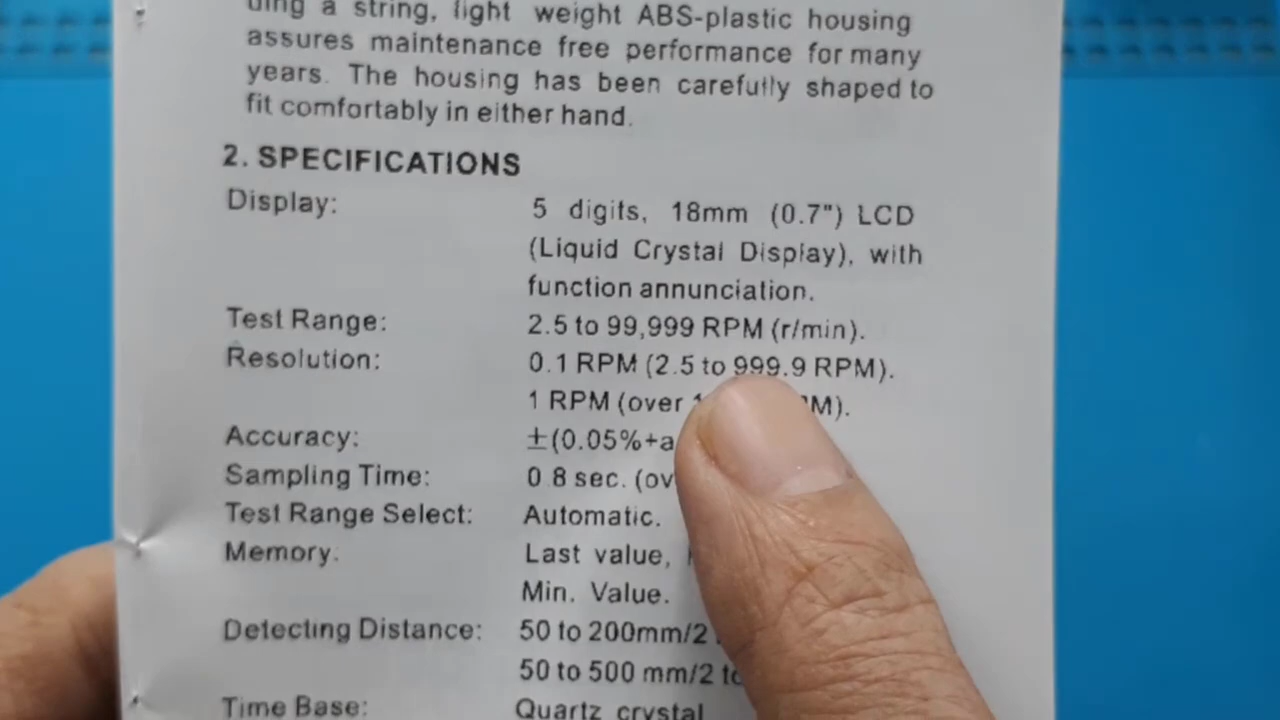 a string, light weight ABS-plastic housing
assures maintenance free performance for many
years. The housing has been carefully shaped to
fit comfortably in either hand.
2. SPECIFICATIONS
Display: 5 digits, 18mm (0.7") LCD
(Liquid Crystal Display), with
function annunciation.
Test Range: 2.5 to 99,999 RPM (r/min).
Resolution: 0.1 RPM (2.5 to 999.9 RPM).
1 RPM (over
Accuracy: ±(0.05%+
Sampling Time: 0.8 sec.
Test Range Select: Automatic.
Memory: Last value,
Min. Value.
Detecting Distance: 50 to 200mm/2
50 to 500 mm/2
Time Base: Quartz crystal